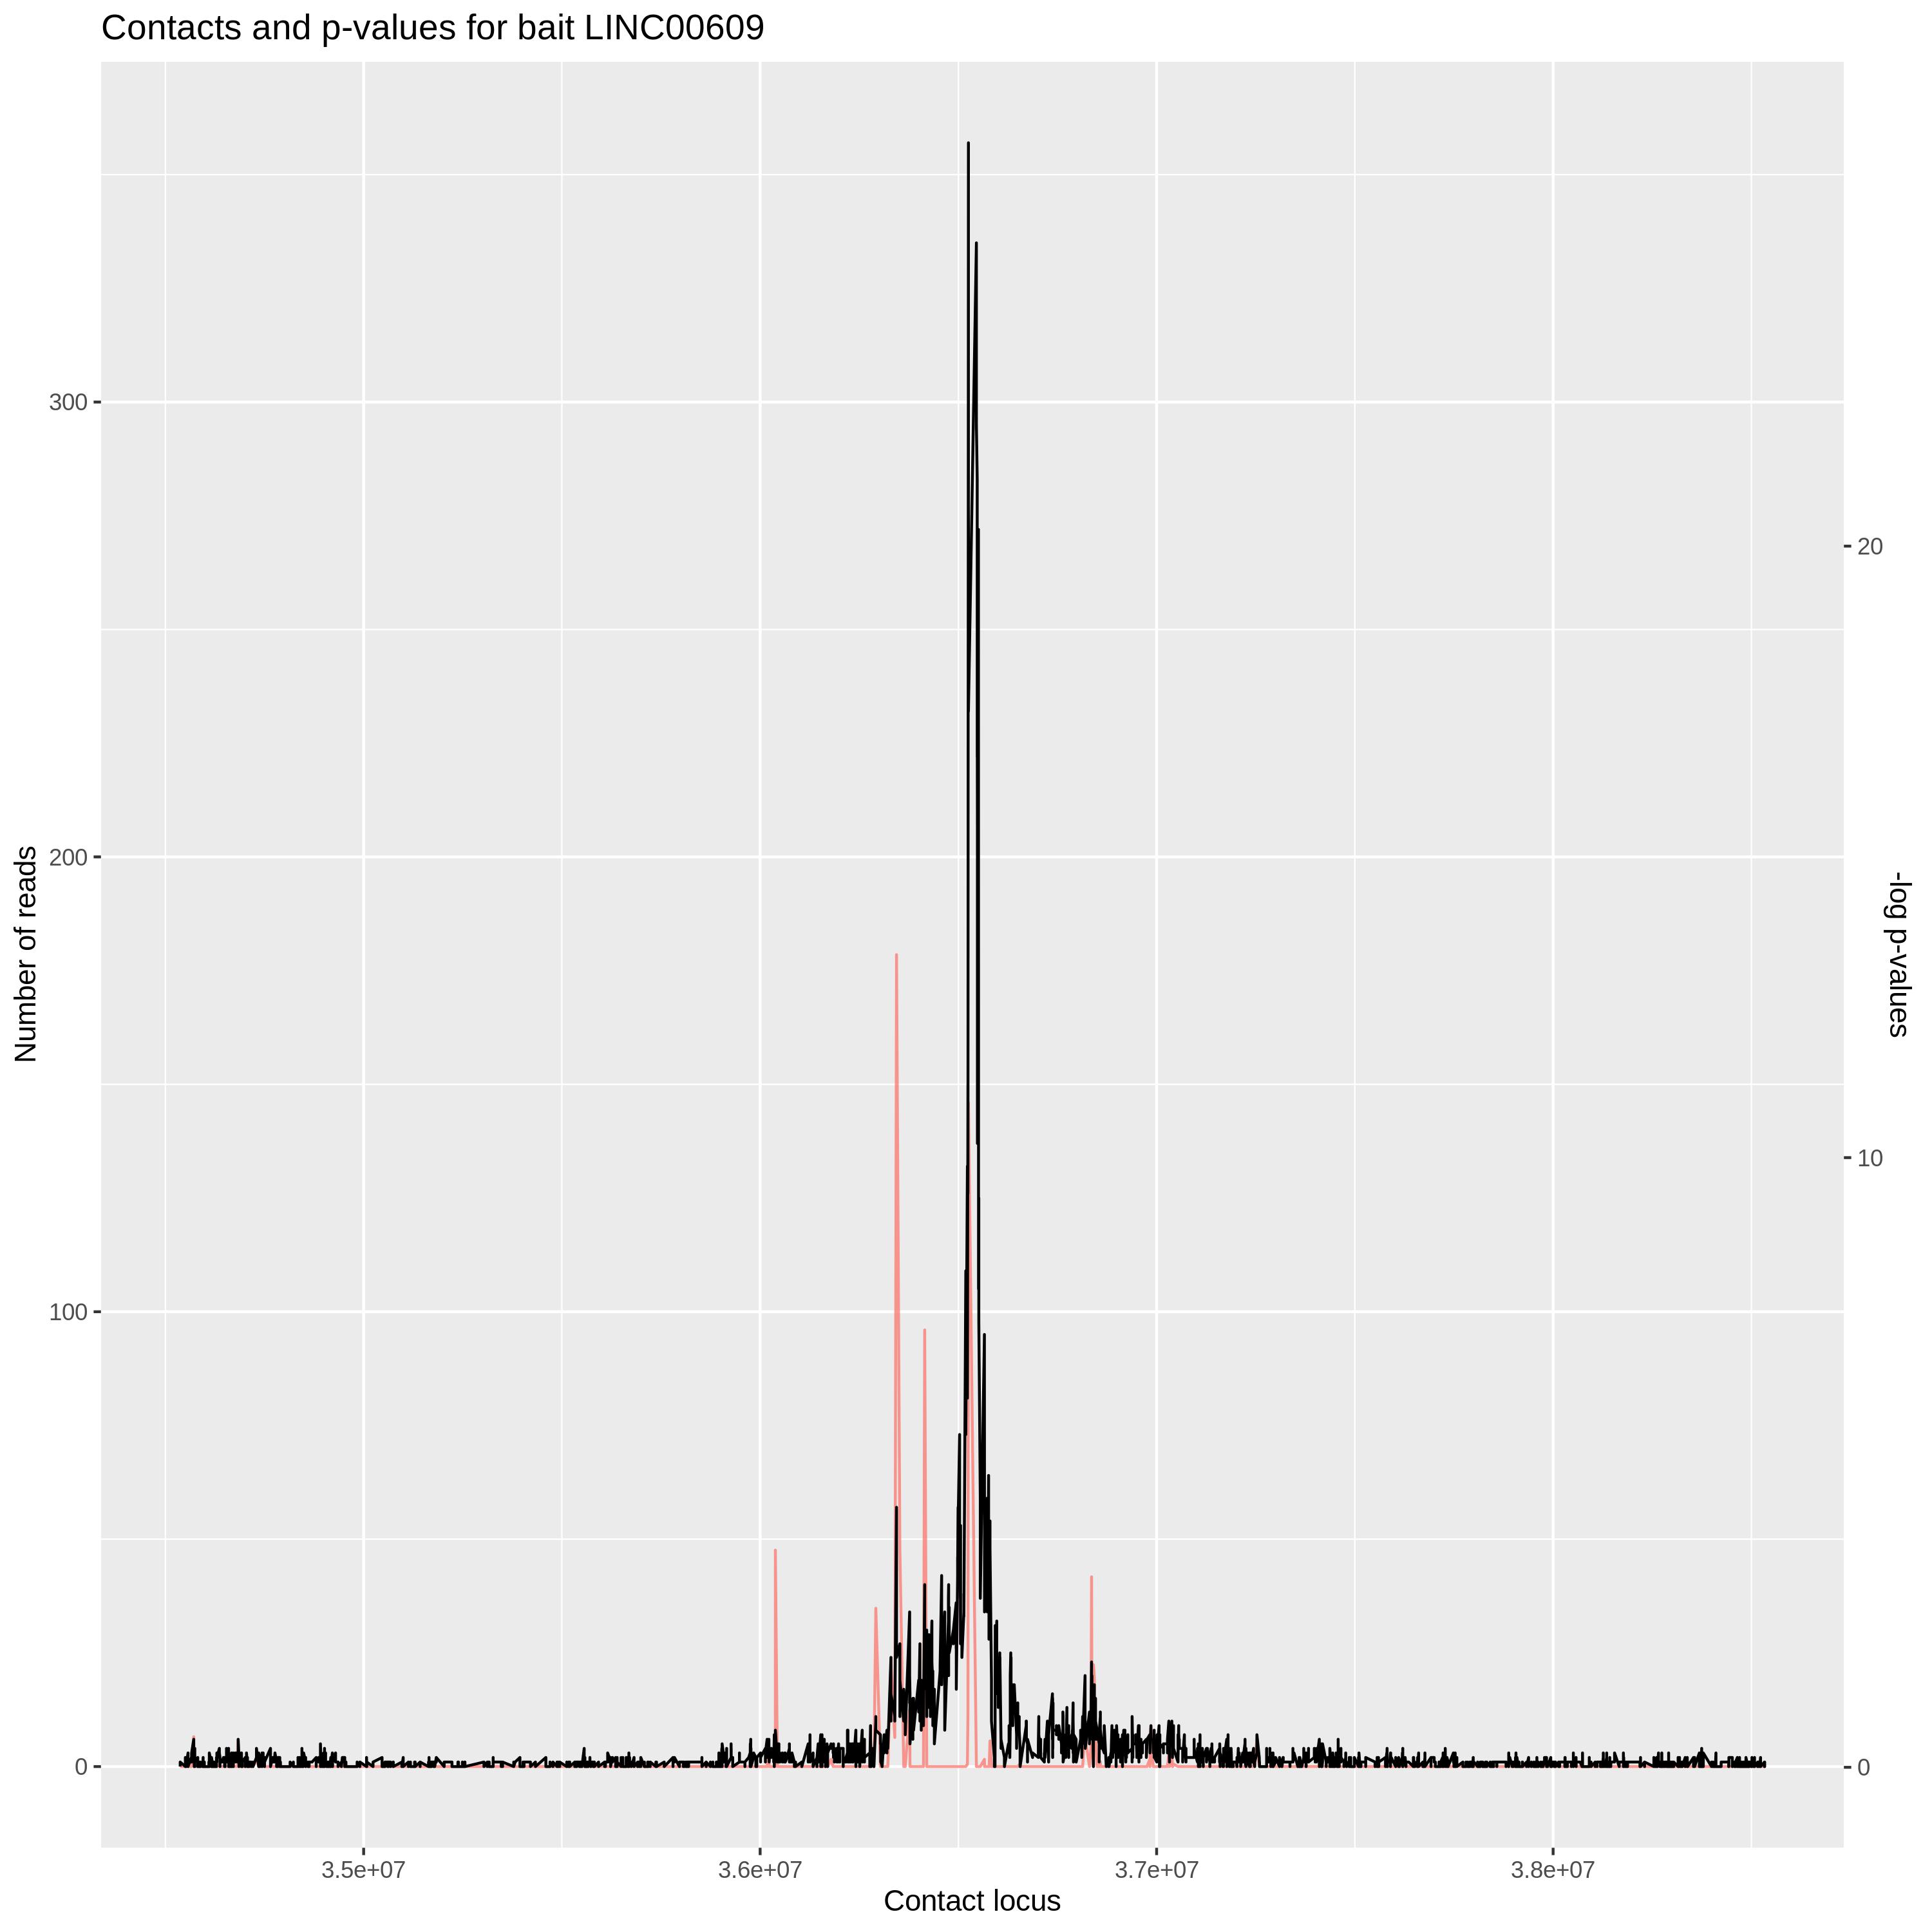 Contacts and p-values for bait LINC00609
Number of reads
300
200
100
0
20
10
0
-log p-values
3.5e+07
3.6e+07
3.7e+07
3.8e+07
Contact locus